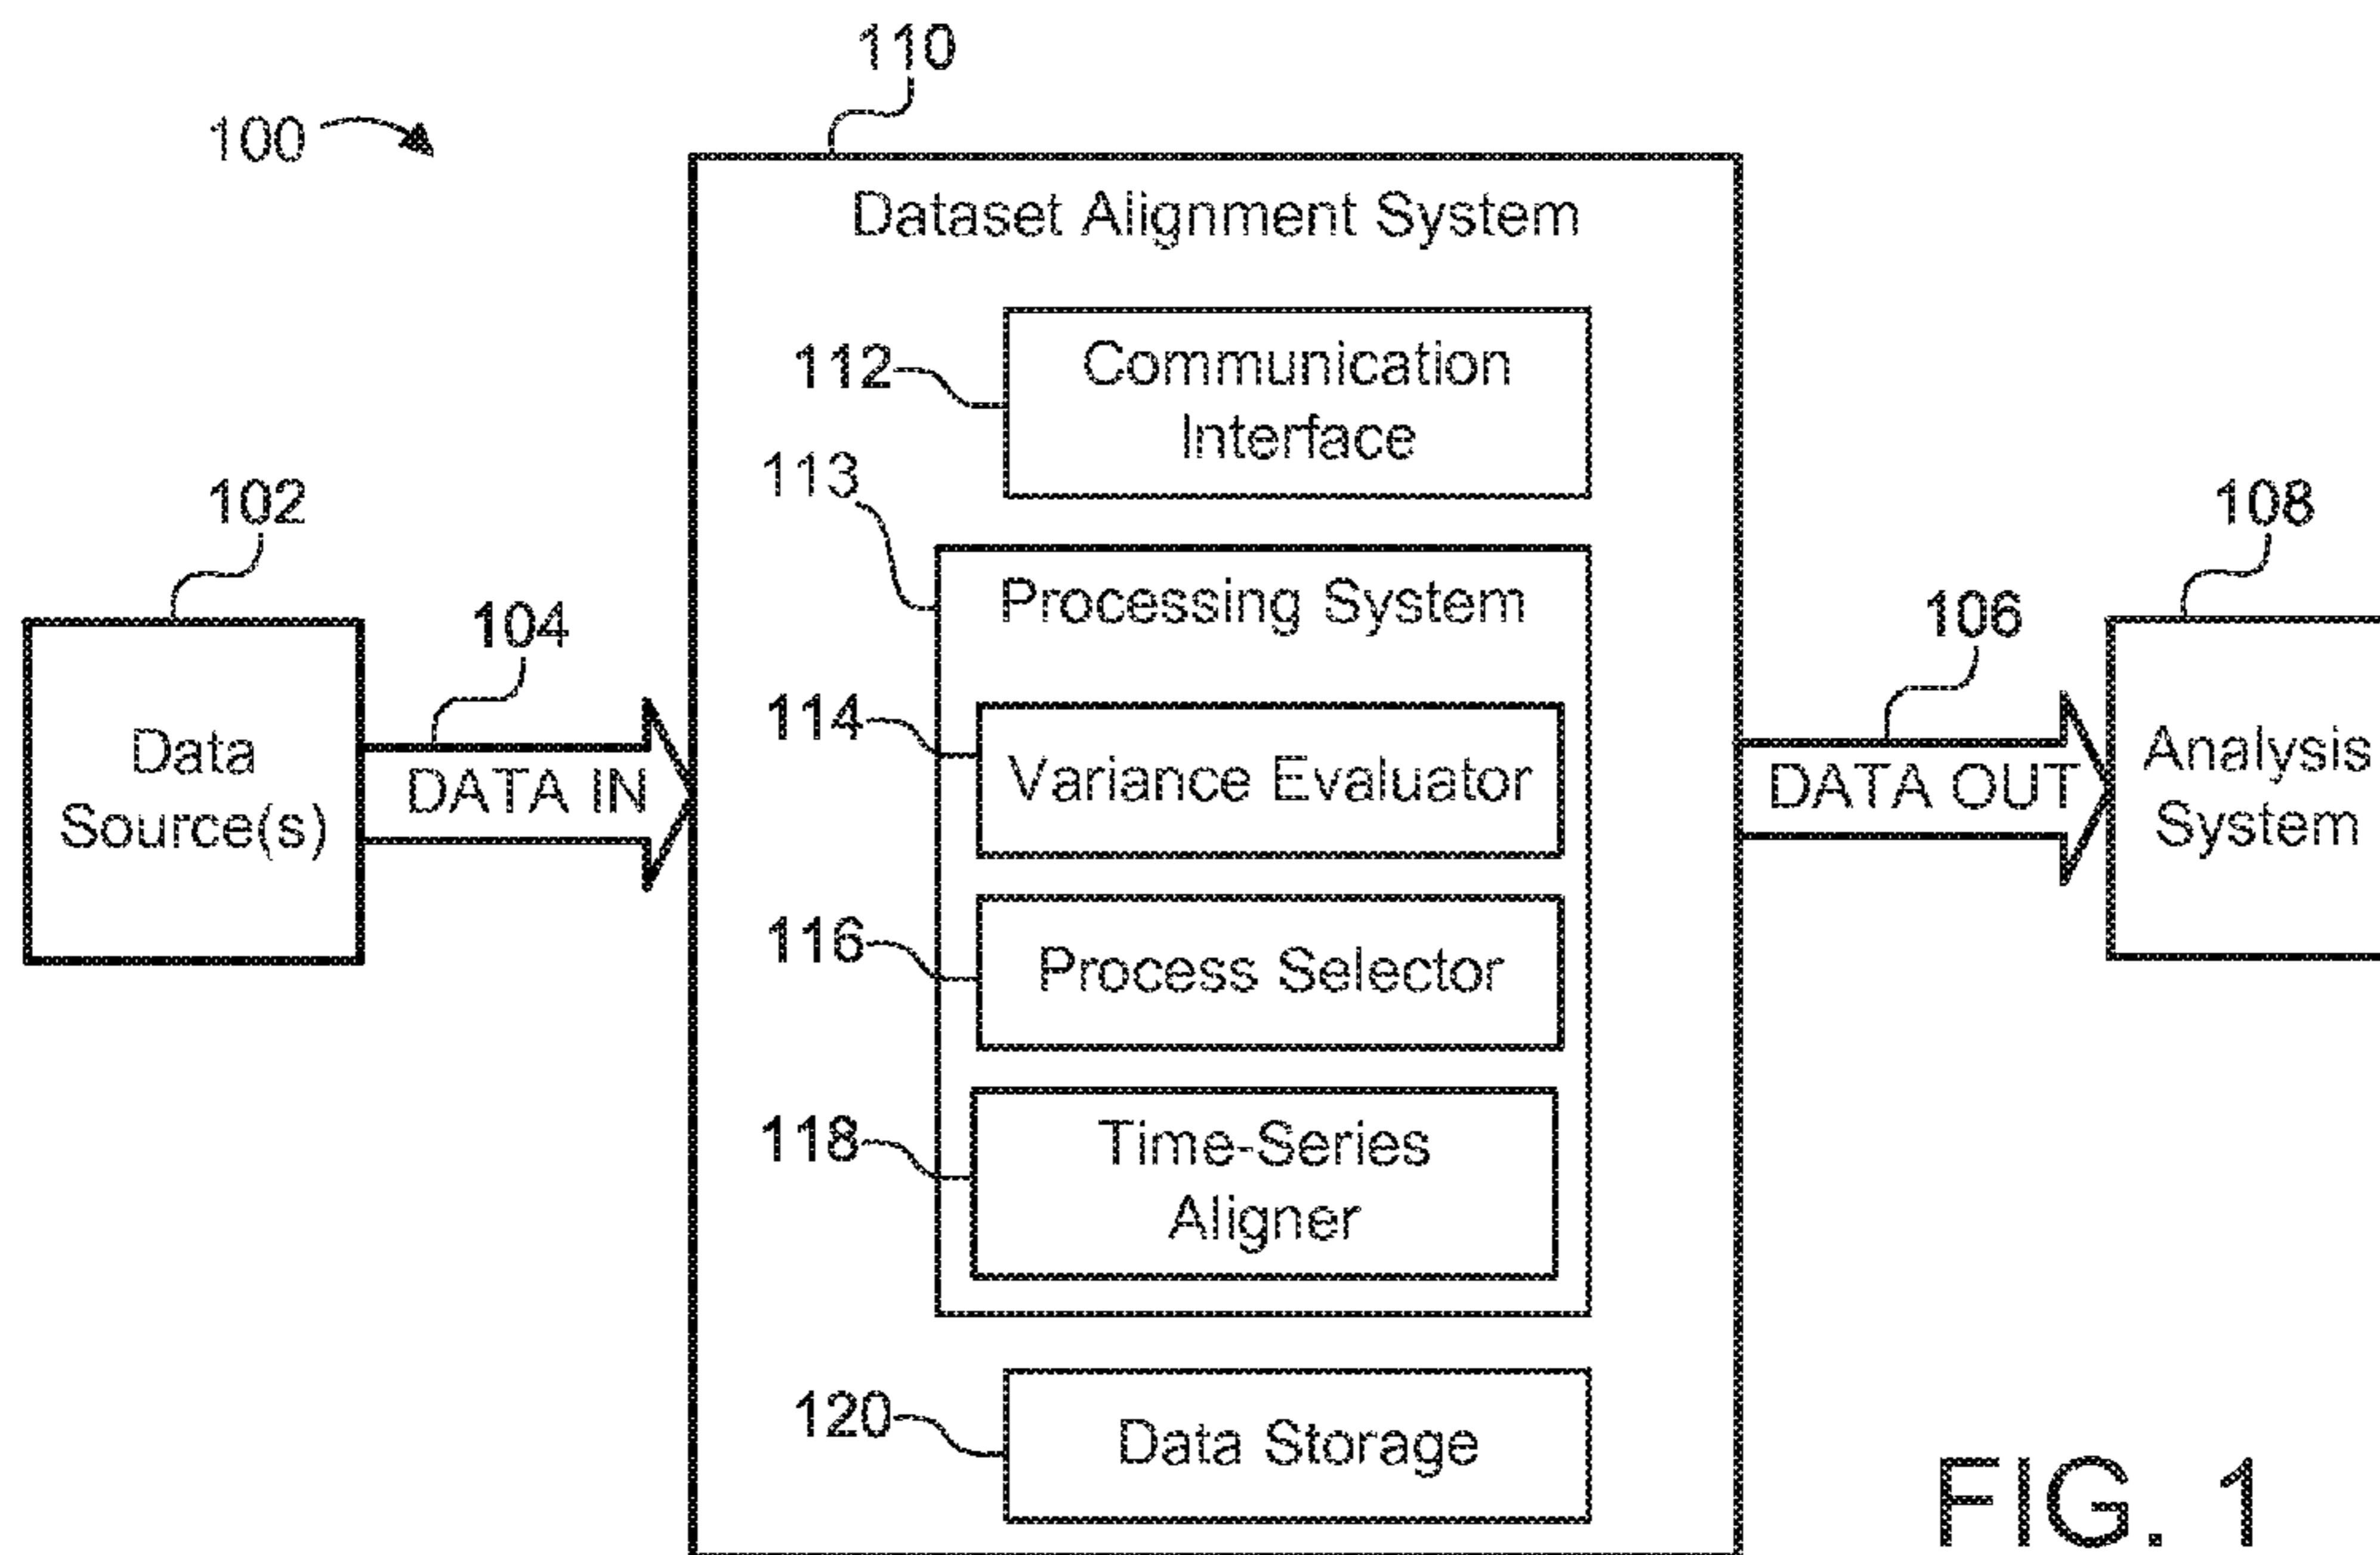 110
100
Dataset Alignment System
112
Communication
Interface
113
Processing System
102
108
104
106
114
Variance Evaluator
Data
Source(s)
DATA IN
DATA OUT
Analysis
System
116
Process Selector
118
Time-Series
Aligner
120
Data Storage
FIG. 1